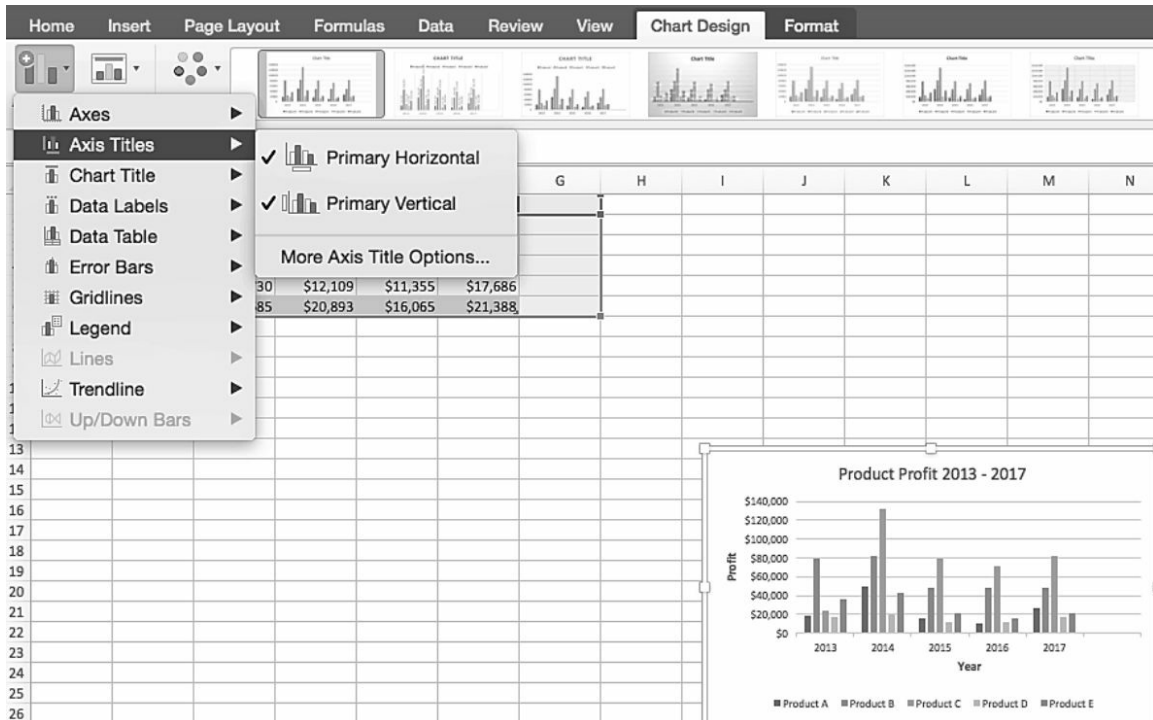 Home Insert Page Layout Formulas Data Review View Chart Design Format
Axes
Axis Titles
Chart Title
Data Labels
Data Table
Error Bars
Gridlines
Legend
Lines
Trendline
Up/Down Bars
Primary Horizontal
Primary Vertical
More Axis Title Options...
G H I J K L M N
30 $12,109 $11,355 $17,686
85 $20,893 $16,065 $21,388
13
14
15
16
17
18
19
20
21
22
23
24
25
26
Product Profit 2013 - 2017
$140,000
$120,000
$100,000
$80,000
$60,000
$40,000
$20,000
$0
Profit
2013 2014 2015 2016 2017
Year
Product A Product B Product C Product D Product E